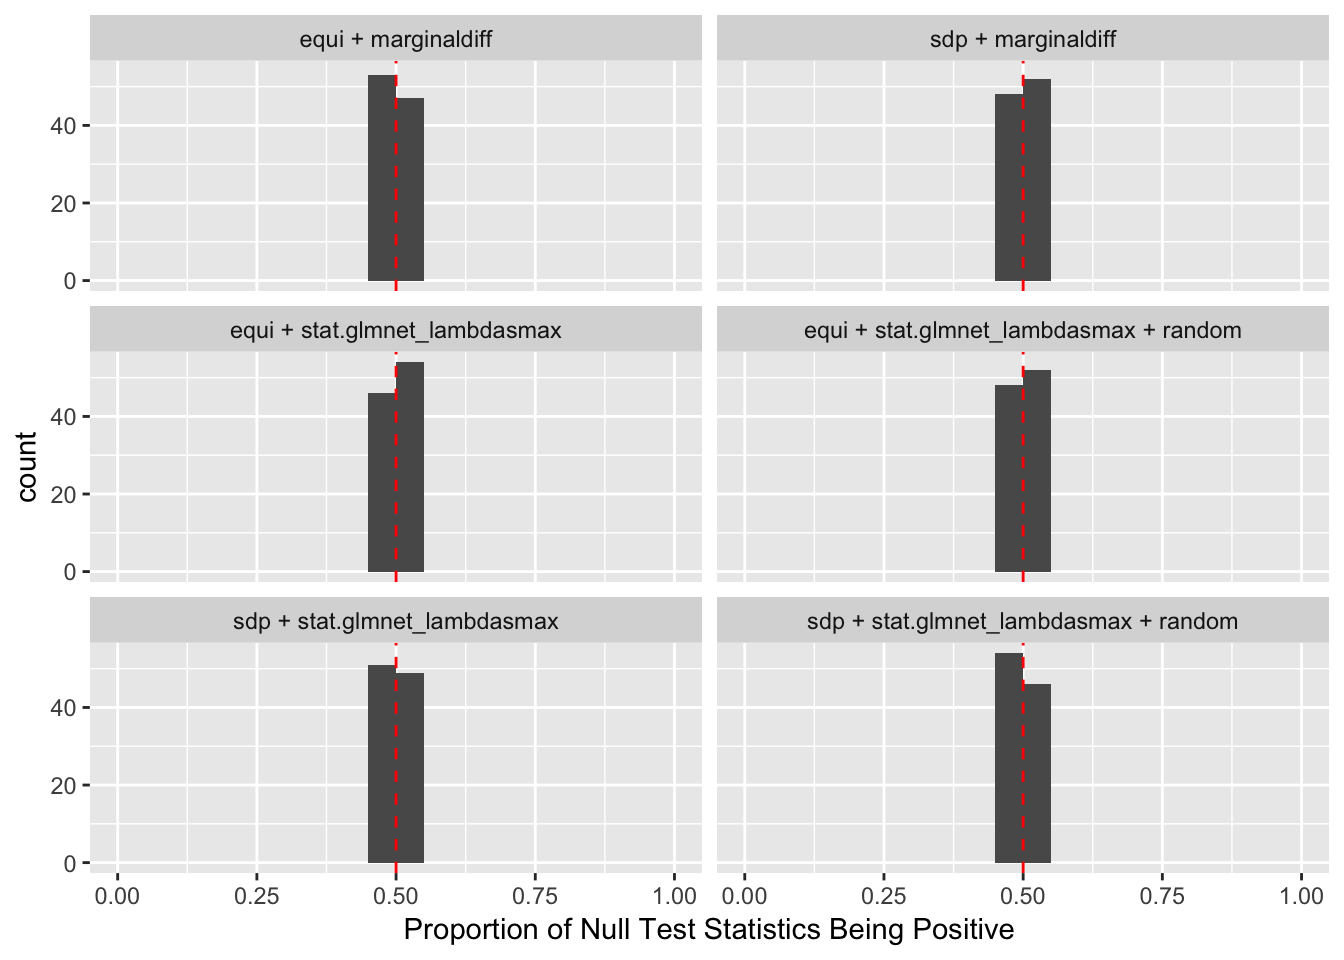 equi + marginaldiff
sdp + marginaldiff
40
20
0
equi + stat.glmnet_lambdasmax
equi + stat.glmnet_lambdasmax + random
40
20
0
count
sdp + stat.glmnet_lambdasmax
sdp + stat.glmnet_lambdasmax + random
40
20
0
0.00 0.25 0.50 0.75 1.00 0.00 0.25 0.50 0.75 1.00
Proportion of Null Test Statistics Being Positive